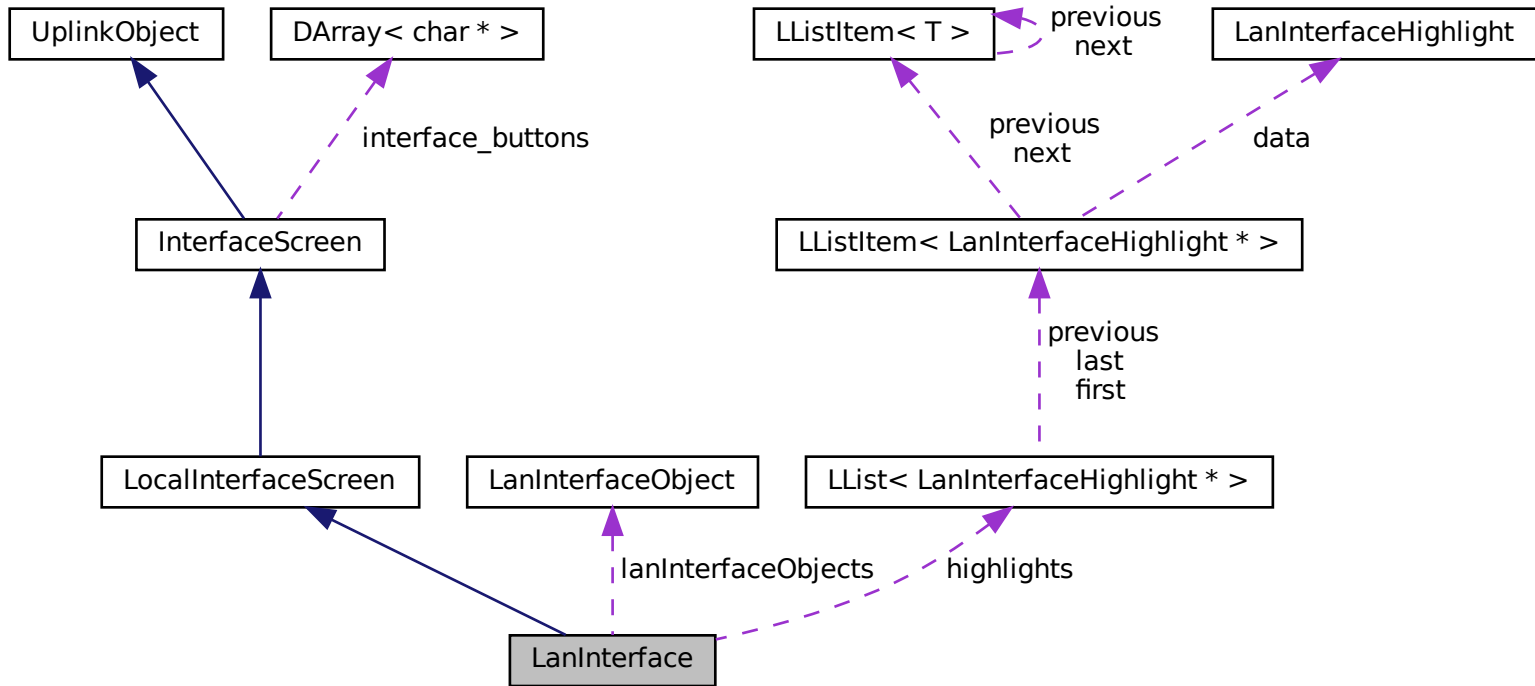 UplinkObject
DArray< char * >
LListItem< T >
previous
next
LanInterfaceHighlight
interface_buttons
previous
next
data
InterfaceScreen
LListItem< LanInterfaceHighlight * >
previous
last
first
LocalInterfaceScreen
LanInterfaceObject
LList< LanInterfaceHighlight * >
lanInterfaceObjects
highlights
LanInterface